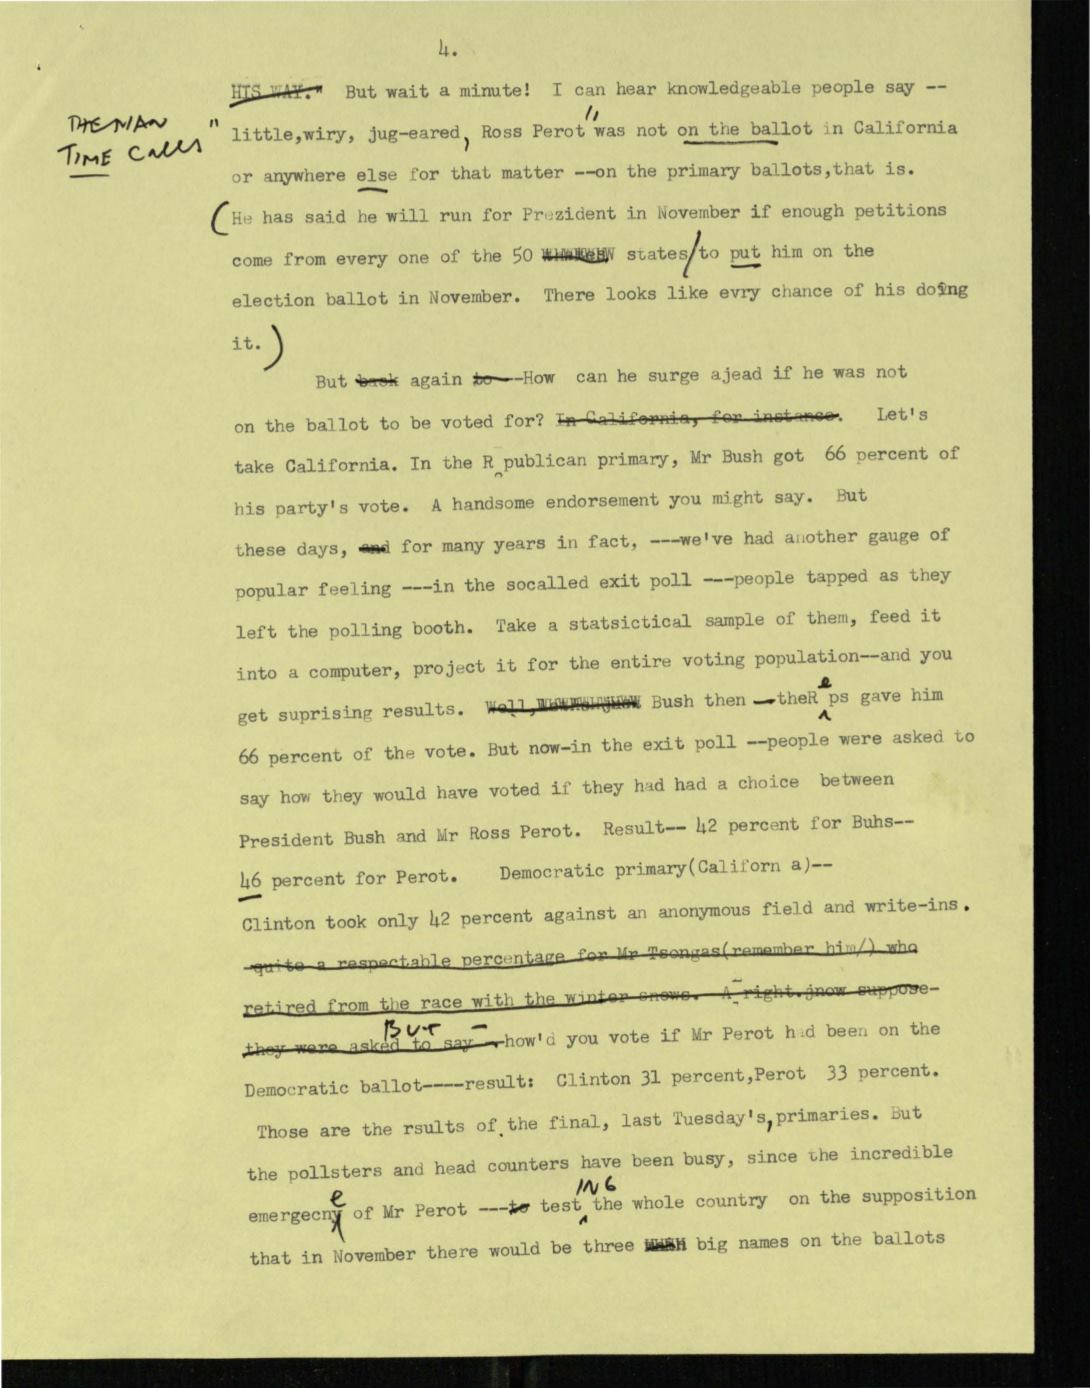 4.
HIS WAY." But wait a minute! I can hear knowledgeable people say --
THE MAN
TIME CALLS "
little,wiry, jug-eared, Ross Perot" was not on the ballot in California
or anywhere else for that matter --on the primary ballots,that is.
(He has said he will run for Prezident in November if enough petitions
come from every one of the 50 states/to put him on the
election ballot in November. There looks like evry chance of his doing
it.)
But back again to---How can he surge ajead if he was not
on the ballot to be voted for? In California, for instance. Let's
take California. In the R publican primary, Mr Bush got 66 percent of
his party's vote. A handsome endorsement you might say. But
these days, and for many years in fact, ---we've had another gauge of
popular feeling ---in the socalled exit poll ---people tapped as they
left the polling booth. Take a statsictical sample of them, feed it
into a computer, project it for the entire voting population--and you
get suprising results. Well, Bush then —theReps gave him
66 percent of the vote. But now-in the exit poll --people were asked to
say how they would have voted if they had had a choice between
President Bush and Mr Ross Perot. Result-- 42 percent for Buhs--
46 percent for Perot. Democratic primary(Californ a)--
Clinton took only 42 percent against an anonymous field and write-ins.
quite a respectable percentage for Mr Tsongas(remember him/) who
retired from the race with the winter snows. A right.jnow suppose-
they were asked to say — BUT — how'd you vote if Mr Perot had been on the
Democratic ballot----result: Clinton 31 percent,Perot 33 percent.
Those are the rsults of the final, last Tuesday's, primaries. But
the pollsters and head counters have been busy, since the incredible
emergecny e of Mr Perot ---to testING the whole country on the supposition
that in November there would be three big names on the ballots